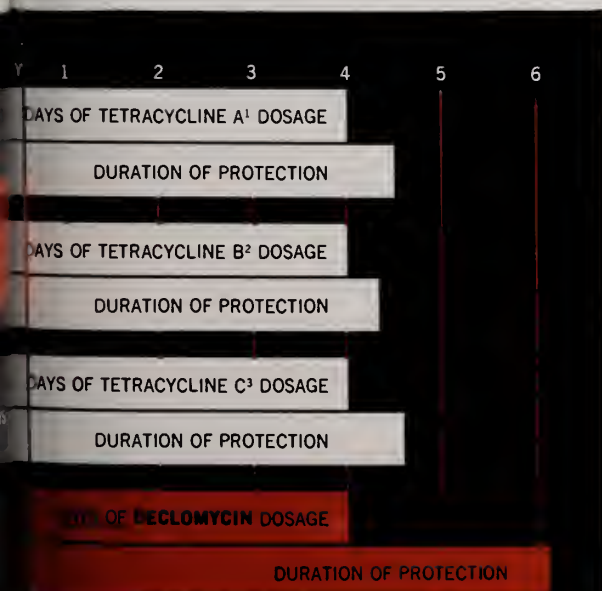 Y 1 2 3 4 5 6
DAYS OF TETRACYCLINE A¹ DOSAGE
DURATION OF PROTECTION
DAYS OF TETRACYCLINE B² DOSAGE
DURATION OF PROTECTION
DAYS OF TETRACYCLINE C³ DOSAGE
DURATION OF PROTECTION
OF DECLOMYCIN DOSAGE
DURATION OF PROTECTION